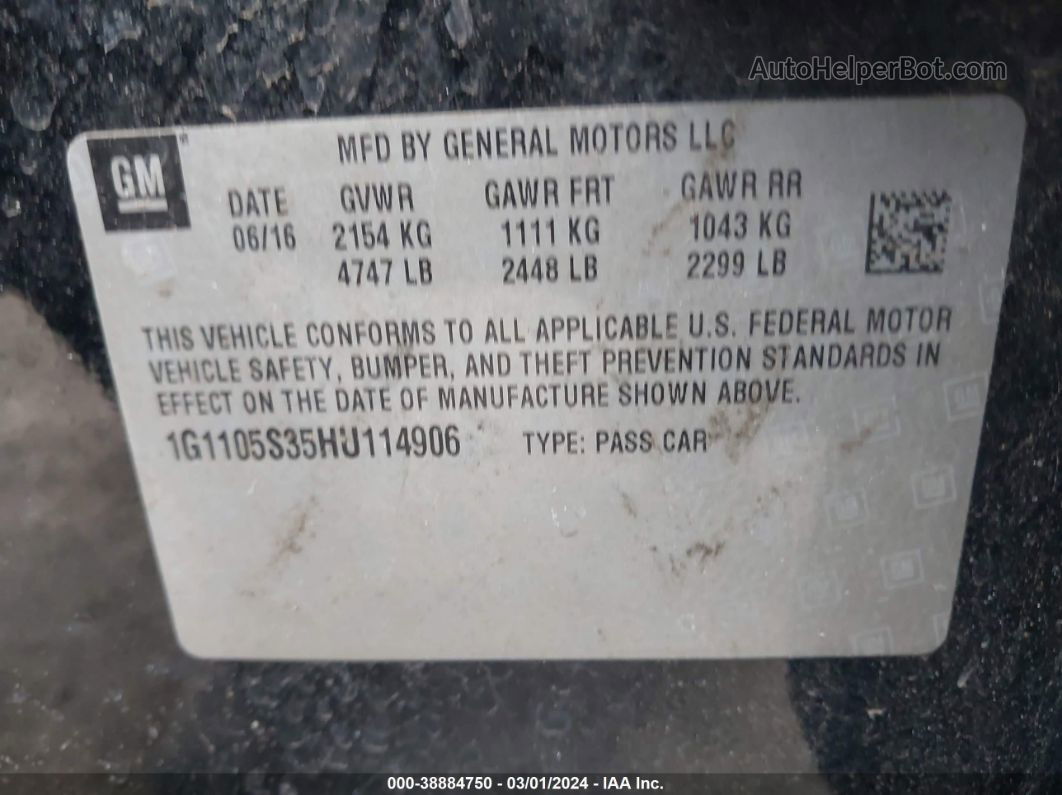 AutoHelperBot.com
GM
MFD BY GENERAL MOTORS LLC
DATE GVWR GAWR FRT GAWR RR
06/16 2154 KG 1111 KG 1043 KG
4747 LB 2448 LB 2299 LB
THIS VEHICLE CONFORMS TO ALL APPLICABLE U.S. FEDERAL MOTOR
VEHICLE SAFETY, BUMPER, AND THEFT PREVENTION STANDARDS IN
EFFECT ON THE DATE OF MANUFACTURE SHOWN ABOVE.
1G1105S35HU114906 TYPE: PASS CAR
000-38884750 - 03/01/2024 - IAA Inc.